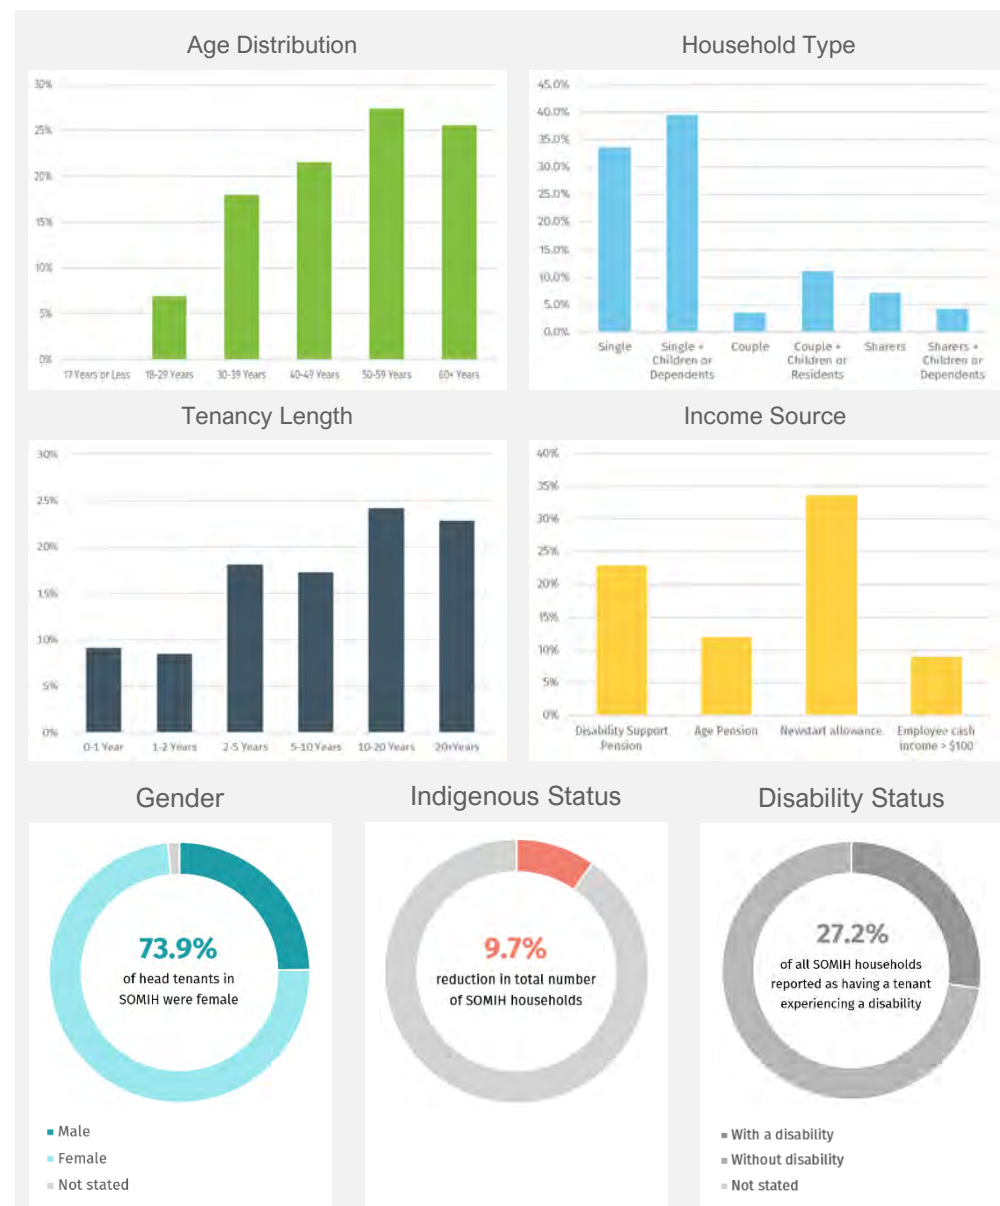 Age Distribution
30%
25%
20%
15%
10%
5%
0%
17 Years or Less 18-29 Years 30-39 Years 40-49 Years 50-59 Years 60+ Years
Household Type
45.0%
40.0%
35.0%
30.0%
25.0%
20.0%
15.0%
10.0%
5.0%
0.0%
Single
Single +
Children or
Dependents
Couple
Couple +
Children or
Residents
Sharers
Sharers +
Children or
Dependents
Tenancy Length
30%
25%
20%
15%
10%
5%
0%
0-1 Year 1-2 Years 2-5 Years 5-10 Years 10-20 Years 20+Years
Income Source
40%
35%
30%
25%
20%
15%
10%
5%
0%
Disability Support
Pension
Age Pension
Newstart allowance
Employee cash
income > $100
Gender
73.9%
of head tenants in
SOMIH were female
Male
Female
Not stated
Indigenous Status
9.7%
reduction in total number
of SOMIH households
Disability Status
27.2%
of all SOMIH households
reported as having a tenant
experiencing a disability
With a disability
Without disability
Not stated